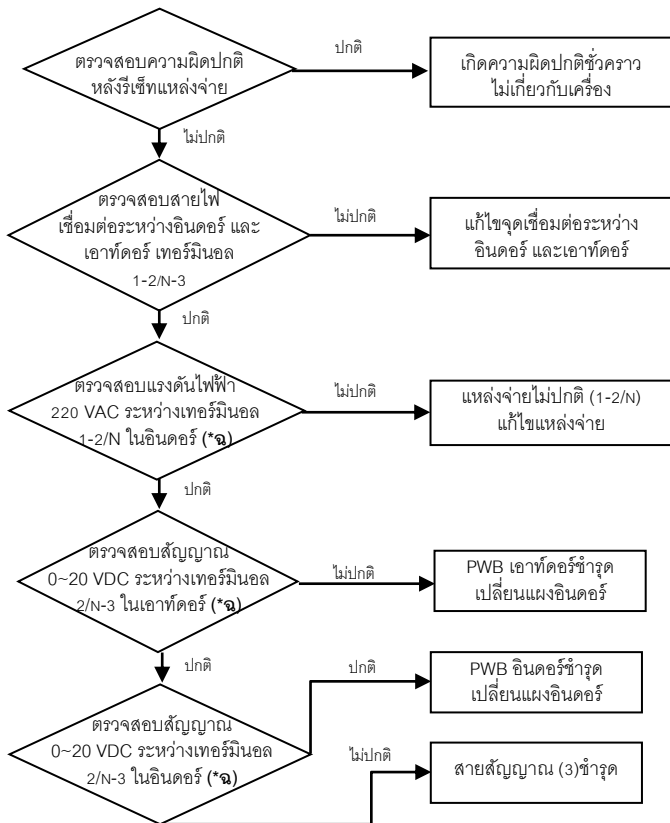 ตรวจสอบความผิดปกติ
หลังรีเซ็ทแหล่งจ่าย
ปกติ
เกิดความผิดปกติชั่วคราว
ไม่เกี่ยวกับเครื่อง
ไม่ปกติ
ตรวจสอบสายไฟ
เชื่อมต่อระหว่างอินดอร์ และ
เอาท์ดอร์ เทอร์มินอล
1-2/N-3
ไม่ปกติ
แก้ไขจุดเชื่อมต่อระหว่าง
อินดอร์ และเอาท์ดอร์
ปกติ
ตรวจสอบแรงดันไฟฟ้า
220 VAC ระหว่างเทอร์มินอล
1-2/N ในอินดอร์ (*ฉ)
ไม่ปกติ
แหล่งจ่ายไม่ปกติ (1-2/N)
แก้ไขแหล่งจ่าย
ปกติ
ตรวจสอบสัญญาณ
0~20 VDC ระหว่างเทอร์มินอล
2/N-3 ในเอาท์ดอร์ (*ฉ)
ไม่ปกติ
PWB เอาท์ดอร์ชำรุด
เปลี่ยนแผงอินดอร์
ปกติ
ตรวจสอบสัญญาณ
0~20 VDC ระหว่างเทอร์มินอล
2/N-3 ในอินดอร์ (*ฉ)
ปกติ
PWB อินดอร์ชำรุด
เปลี่ยนแผงอินดอร์
ไม่ปกติ
สายสัญญาณ (3)ชำรุด